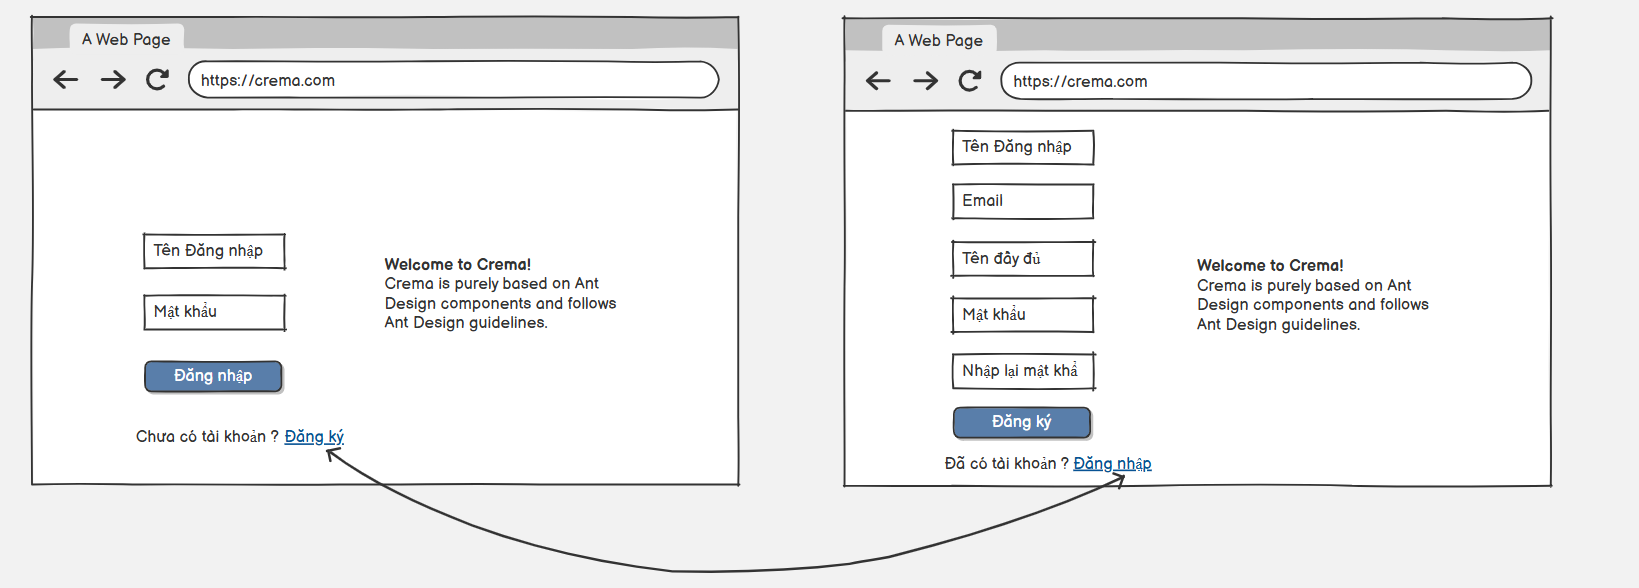 A Web Page
https://crema.com
Tên Đăng nhập
Mật khẩu
Đăng nhập
Chưa có tài khoản ? Đăng ký
Welcome to Crema!
Crema is purely based on Ant
Design components and follows
Ant Design guidelines.
A Web Page
https://crema.com
Tên Đăng nhập
Email
Tên đầy đủ
Mật khẩu
Nhập lại mật khẩ
Đăng ký
Đã có tài khoản ? Đăng nhập
Welcome to Crema!
Crema is purely based on Ant
Design components and follows
Ant Design guidelines.